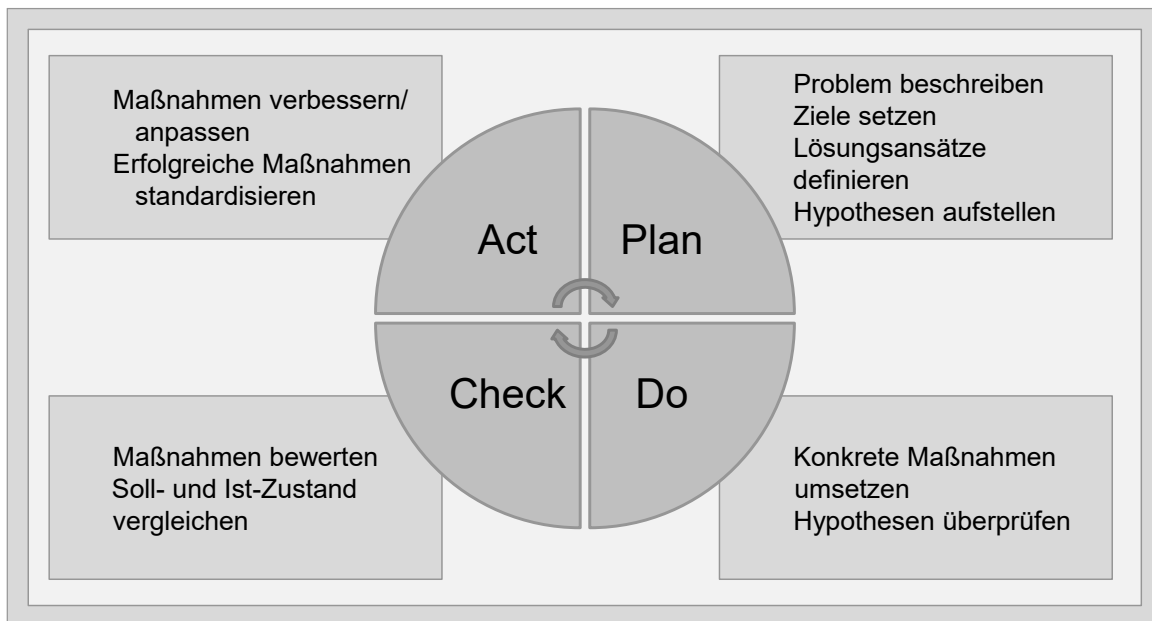 Maßnahmen verbessern/
anpassen
Erfolgreiche Maßnahmen
standardisieren
Problem beschreiben
Ziele setzen
Lösungsansätze
definieren
Hypothesen aufstellen
Act
Plan
Check
Do
Maßnahmen bewerten
Soll- und Ist-Zustand
vergleichen
Konkrete Maßnahmen
umsetzen
Hypothesen überprüfen